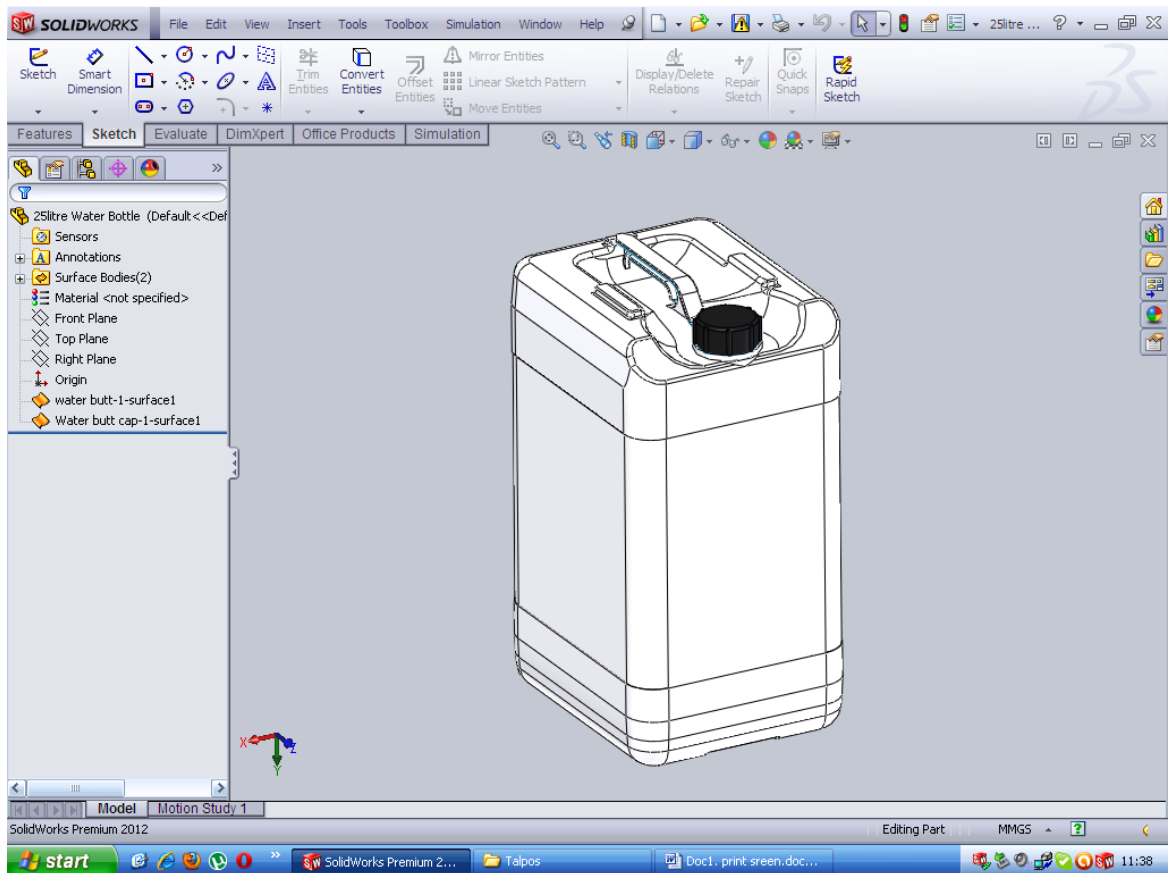 SW SOLIDWORKS File Edit View Insert Tools Toolbox Simulation Window Help 25litre ... ?
Sketch Smart Dimension Trim Entities Convert Entities Offset Entities Mirror Entities Display/Delete Relations Repair Sketch Quick Snaps Rapid Sketch
Linear Sketch Pattern
Move Entities
Features Sketch Evaluate DimXpert Office Products Simulation
25litre Water Bottle (Default<<Def
Sensors
A Annotations
Surface Bodies(2)
Material <not specified>
Front Plane
Top Plane
Right Plane
Origin
water butt-1-surface1
Water butt cap-1-surface1
X Z
Y
Model Motion Study 1
SolidWorks Premium 2012 Editing Part MMGS ?
start » SolidWorks Premium 2... Talpos Doc1. print sreen.doc... 11:38